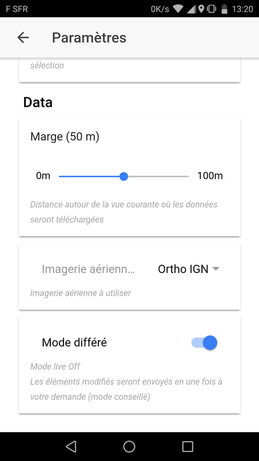 F SFR 0K/s 13:20
Paramètres
sélection
Data
Marge (50 m)
0m 100m
Distance autour de la vue courante où les données
seront téléchargées
Imagerie aérienn... Ortho IGN
Imagerie aérienne à utiliser
Mode différé
Mode live Off
Les éléments modifiés seront envoyés en une fois à
votre demande (mode conseillé)